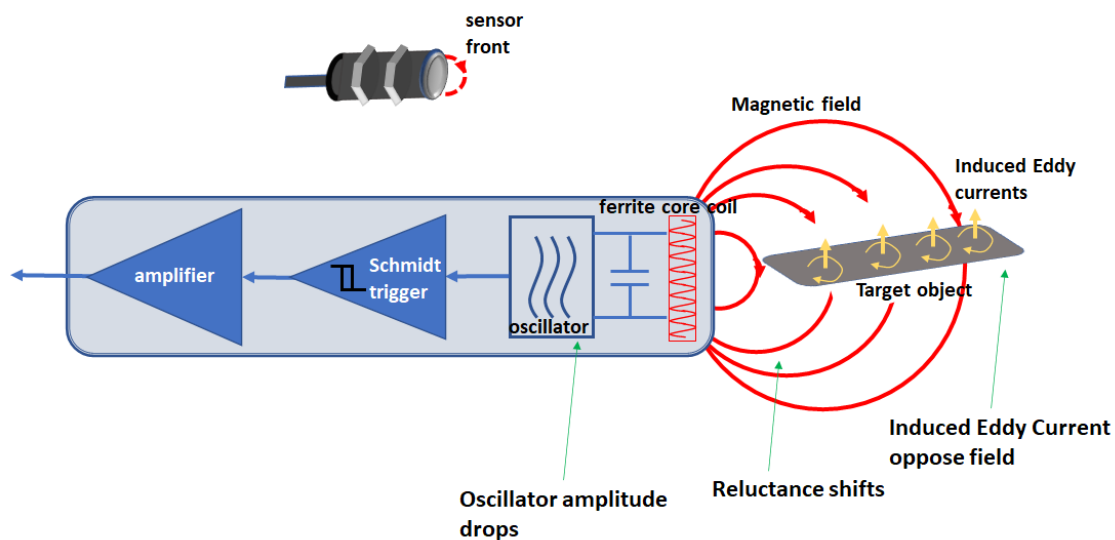 sensor
front
Magnetic field
Induced Eddy
currents
ferrite core coil
amplifier
Schmidt
trigger
oscillator
Target object
Induced Eddy Current
oppose field
Reluctance shifts
Oscillator amplitude
drops